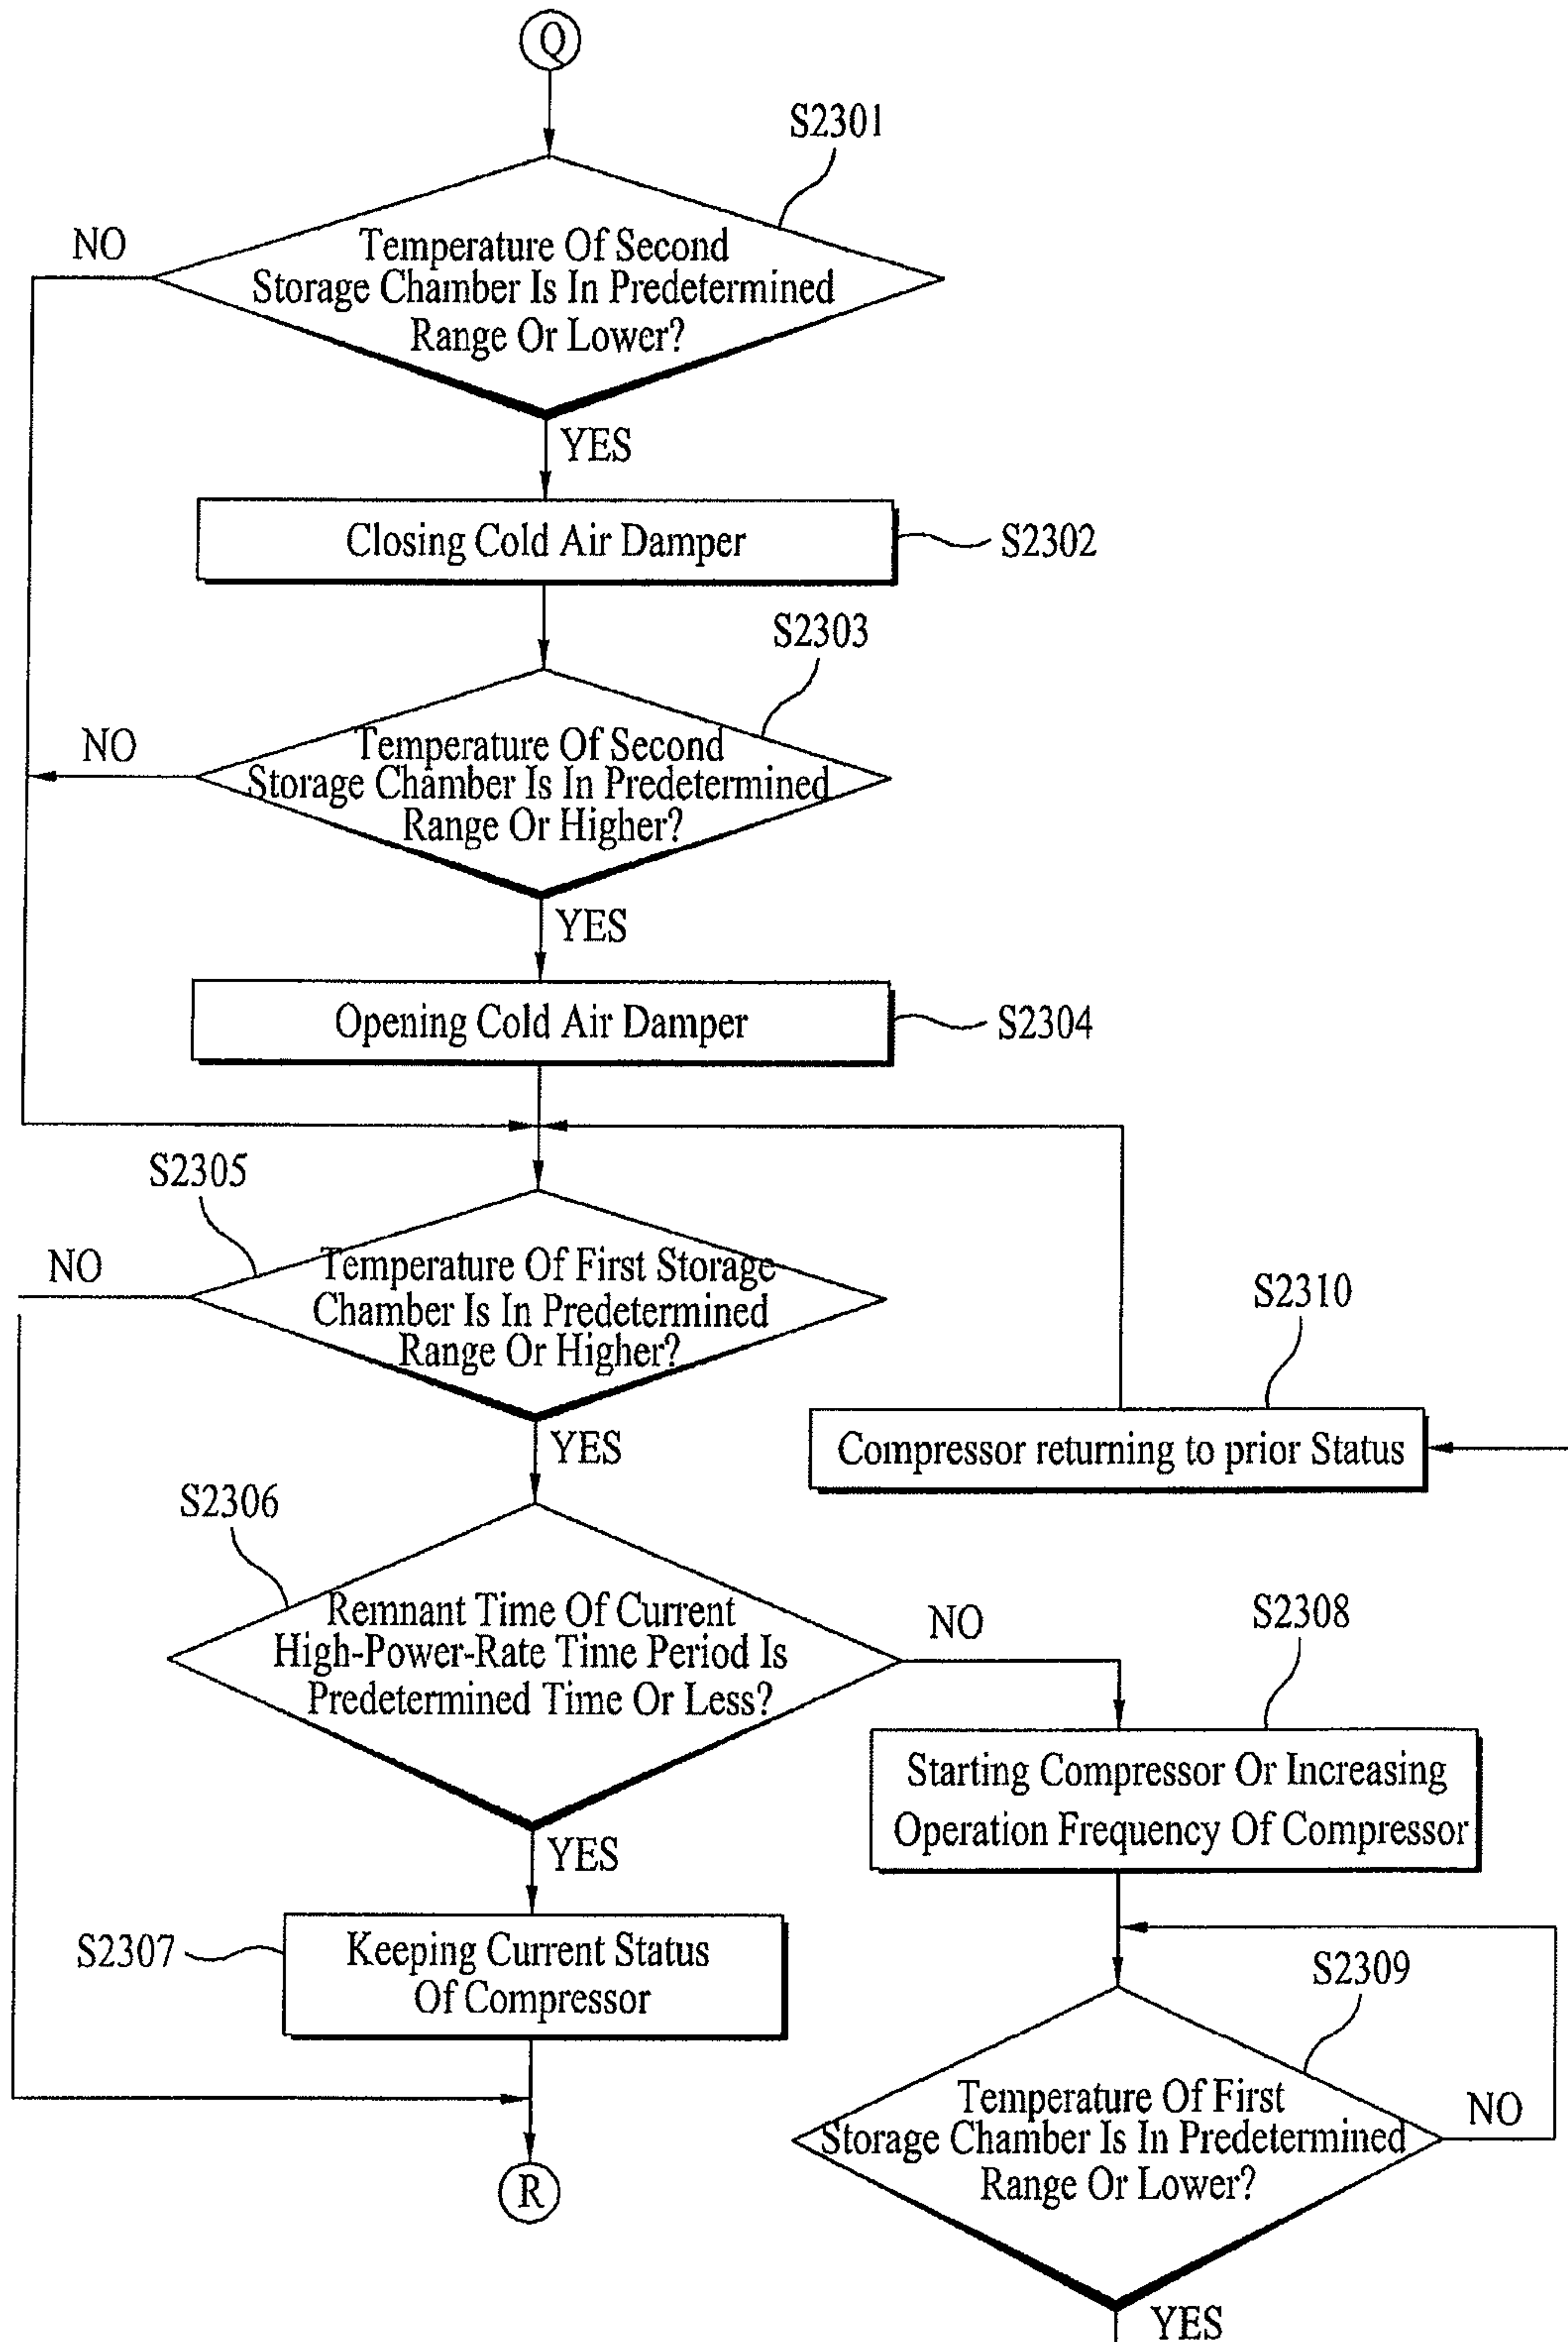 Q
S2301
NO
Temperature Of Second
Storage Chamber Is In Predetermined
Range Or Lower?
YES
Closing Cold Air Damper
S2302
S2303
NO
Temperature Of Second
Storage Chamber Is In Predetermined
Range Or Higher?
YES
Opening Cold Air Damper
S2304
S2305
NO
Temperature Of First Storage
Chamber Is In Predetermined
Range Or Higher?
YES
S2310
Compressor returning to prior Status
S2306
Remnant Time Of Current
High-Power-Rate Time Period Is
Predetermined Time Or Less?
NO
YES
S2308
Starting Compressor Or Increasing
Operation Frequency Of Compressor
S2307
Keeping Current Status
Of Compressor
R
S2309
Temperature Of First
Storage Chamber Is In Predetermined
Range Or Lower?
NO
YES